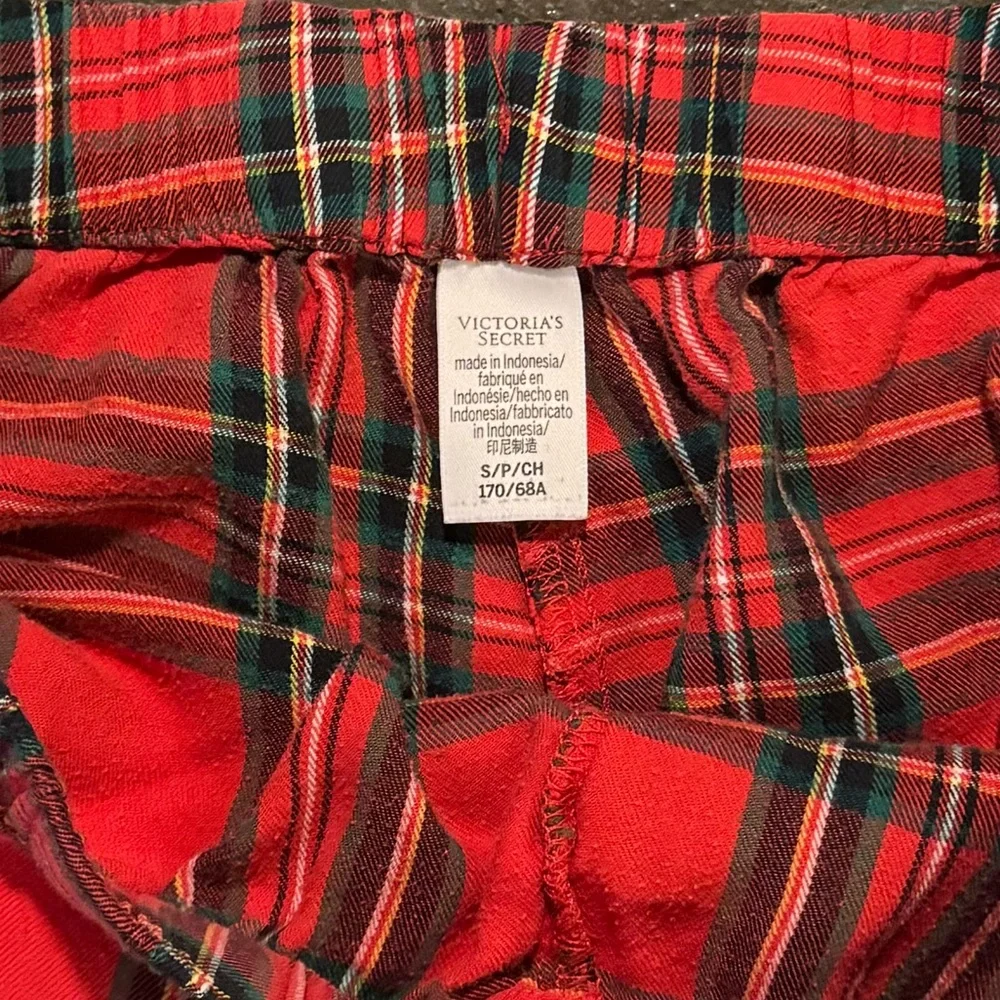 VICTORIA'S
SECRET
made in Indonesia/
fabriqué en
Indonésie/hecho en
Indonesia/fabbricato
in Indonesia/
印尼制造
S/P/CH
170/68A